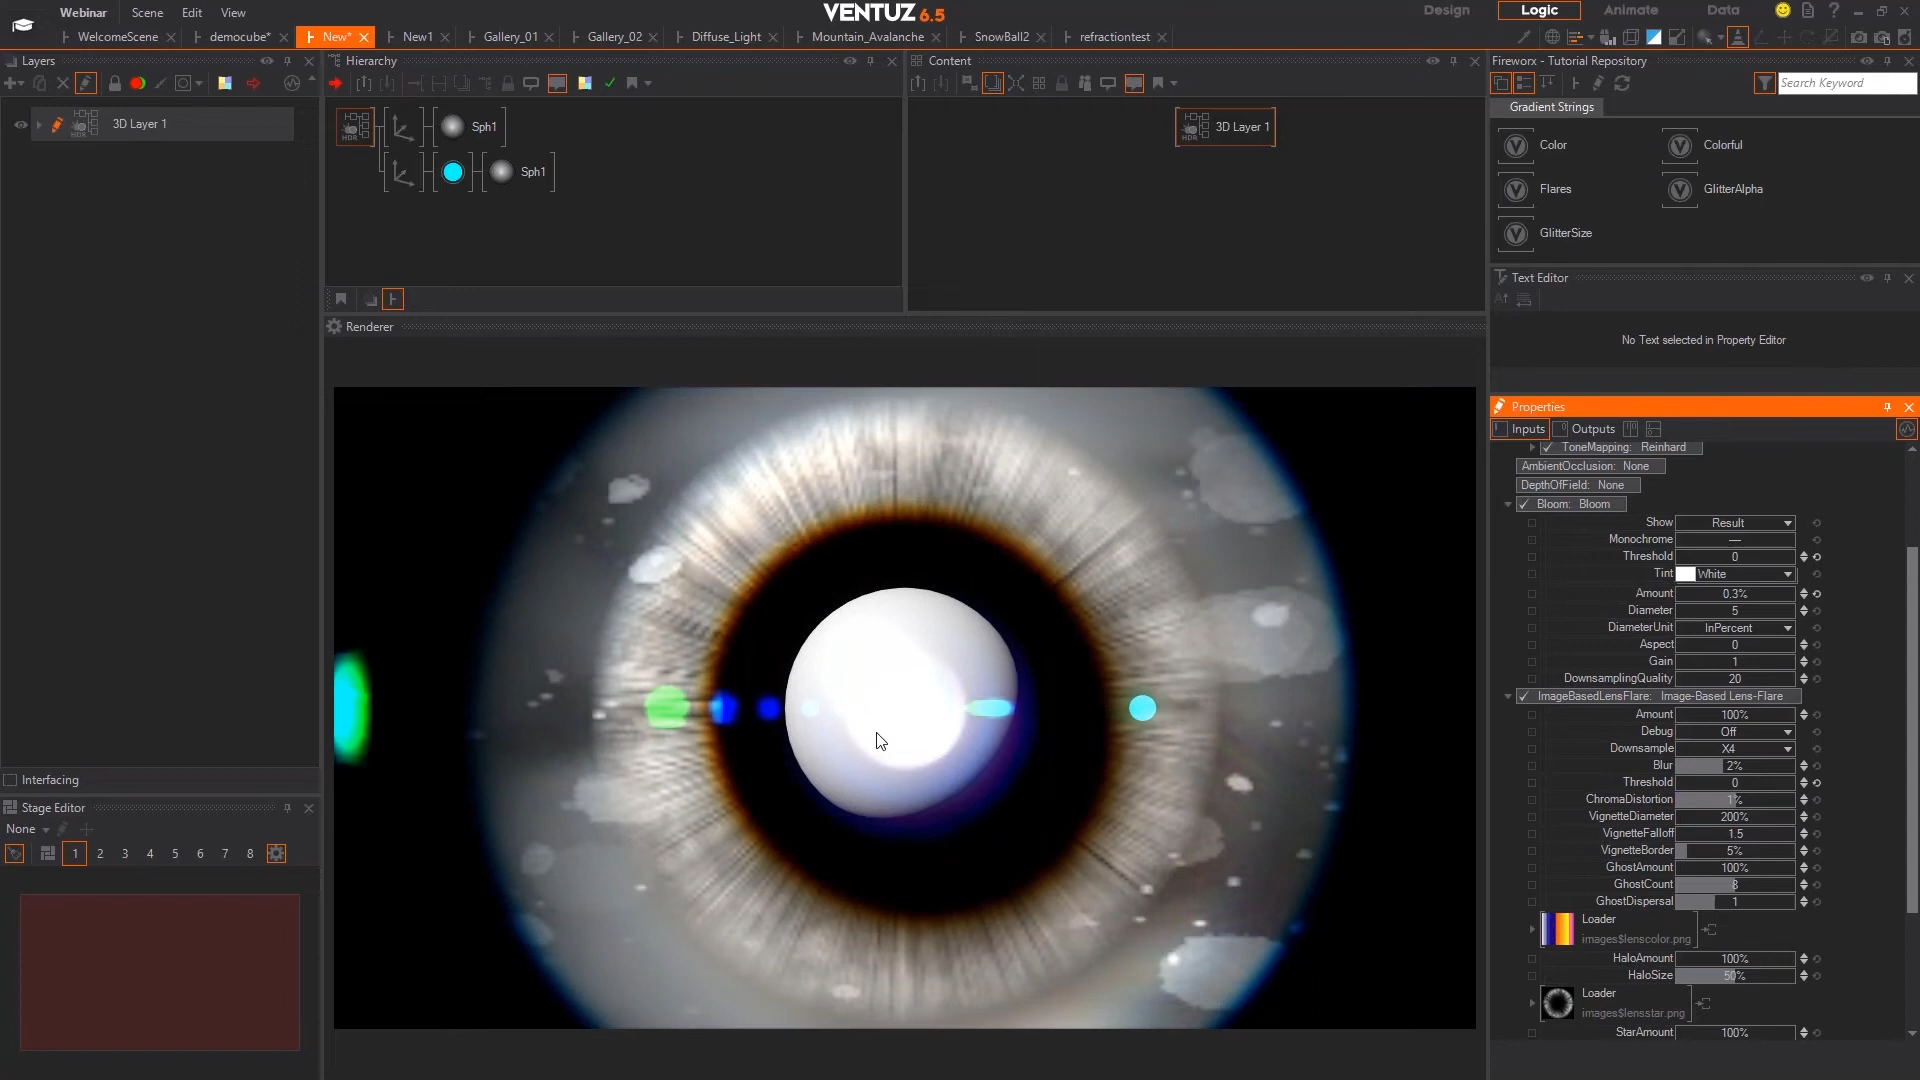 Webinar Scene Edit View VENTUZ 6.5 Design Logic Animate Data
WelcomeScene democube* New* New1 Gallery_01 Gallery_02 Diffuse_Light Mountain_Avalanche SnowBall2 refractiontest
Layers Hierarchy Content Fireworx - Tutorial Repository
Search Keyword
Gradient Strings
3D Layer 1
HDR
HDR
Sph1
HDR
3D Layer 1
Color Colorful
Sph1
Flares GlitterAlpha
GlitterSize
Text Editor
Renderer
No Text selected in Property Editor
Properties
Inputs Outputs
ToneMapping: Reinhard
AmbientOcclusion: None
DepthOfField: None
Bloom: Bloom
Show Result
Monochrome —
Threshold 0
Tint White
Amount 0.3%
Diameter 5
DiameterUnit InPercent
Aspect 0
Gain 1
DownsamplingQuality 20
ImageBasedLensFlare: Image-Based Lens-Flare
Amount 100%
Debug Off
Downsample X4
Blur 2%
Threshold 0
ChromaDistortion 1%
VignetteDiameter 200%
VignetteFalloff 1.5
VignetteBorder 5%
GhostAmount 100%
GhostCount 8
GhostDispersal 1
Loader
images$lenscolor.png
HaloAmount 100%
HaloSize 50%
Loader
images$lensstar.png
StarAmount 100%
Interfacing
Stage Editor
None
1 2 3 4 5 6 7 8